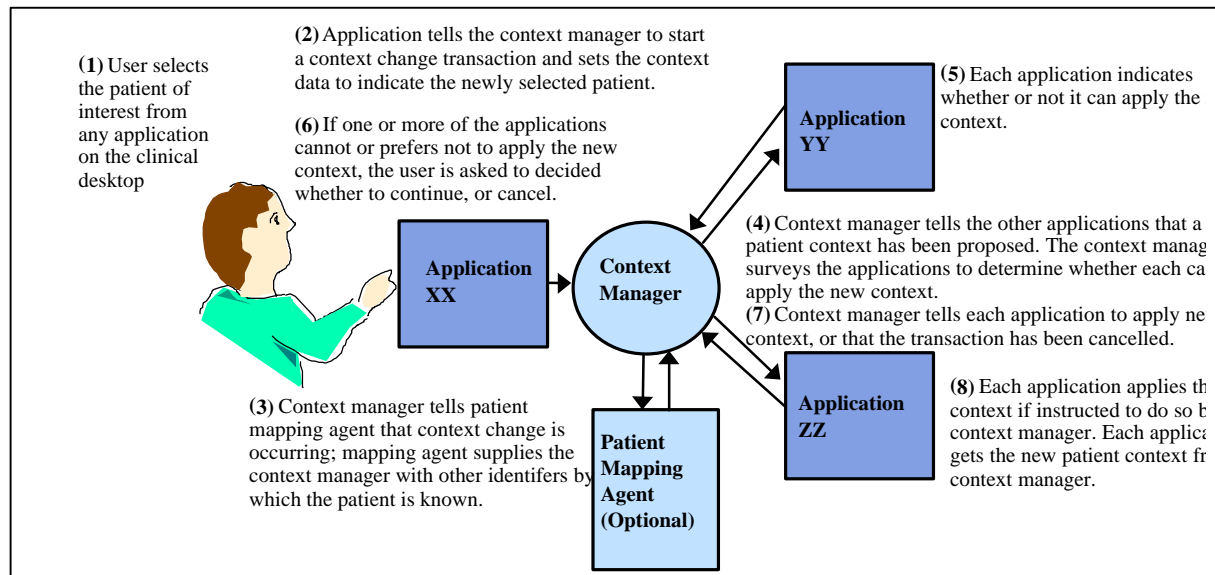 (1) User selects
the patient of
interest from
any application
on the clinical
desktop
(2) Application tells the context manager to start
a context change transaction and sets the context
data to indicate the newly selected patient.
(6) If one or more of the applications
cannot or prefers not to apply the new
context, the user is asked to decided
whether to continue, or cancel.
Application
XX
Context
Manager
Application
YY
(5) Each application indicates
whether or not it can apply the
context.
(4) Context manager tells the other applications that a
patient context has been proposed. The context manag
surveys the applications to determine whether each ca
apply the new context.
(7) Context manager tells each application to apply ne
context, or that the transaction has been cancelled.
Application
ZZ
(8) Each application applies th
context if instructed to do so b
context manager. Each applica
gets the new patient context fr
context manager.
(3) Context manager tells patient
mapping agent that context change is
occurring; mapping agent supplies the
context manager with other identifers by
which the patient is known.
Patient
Mapping
Agent
(Optional)